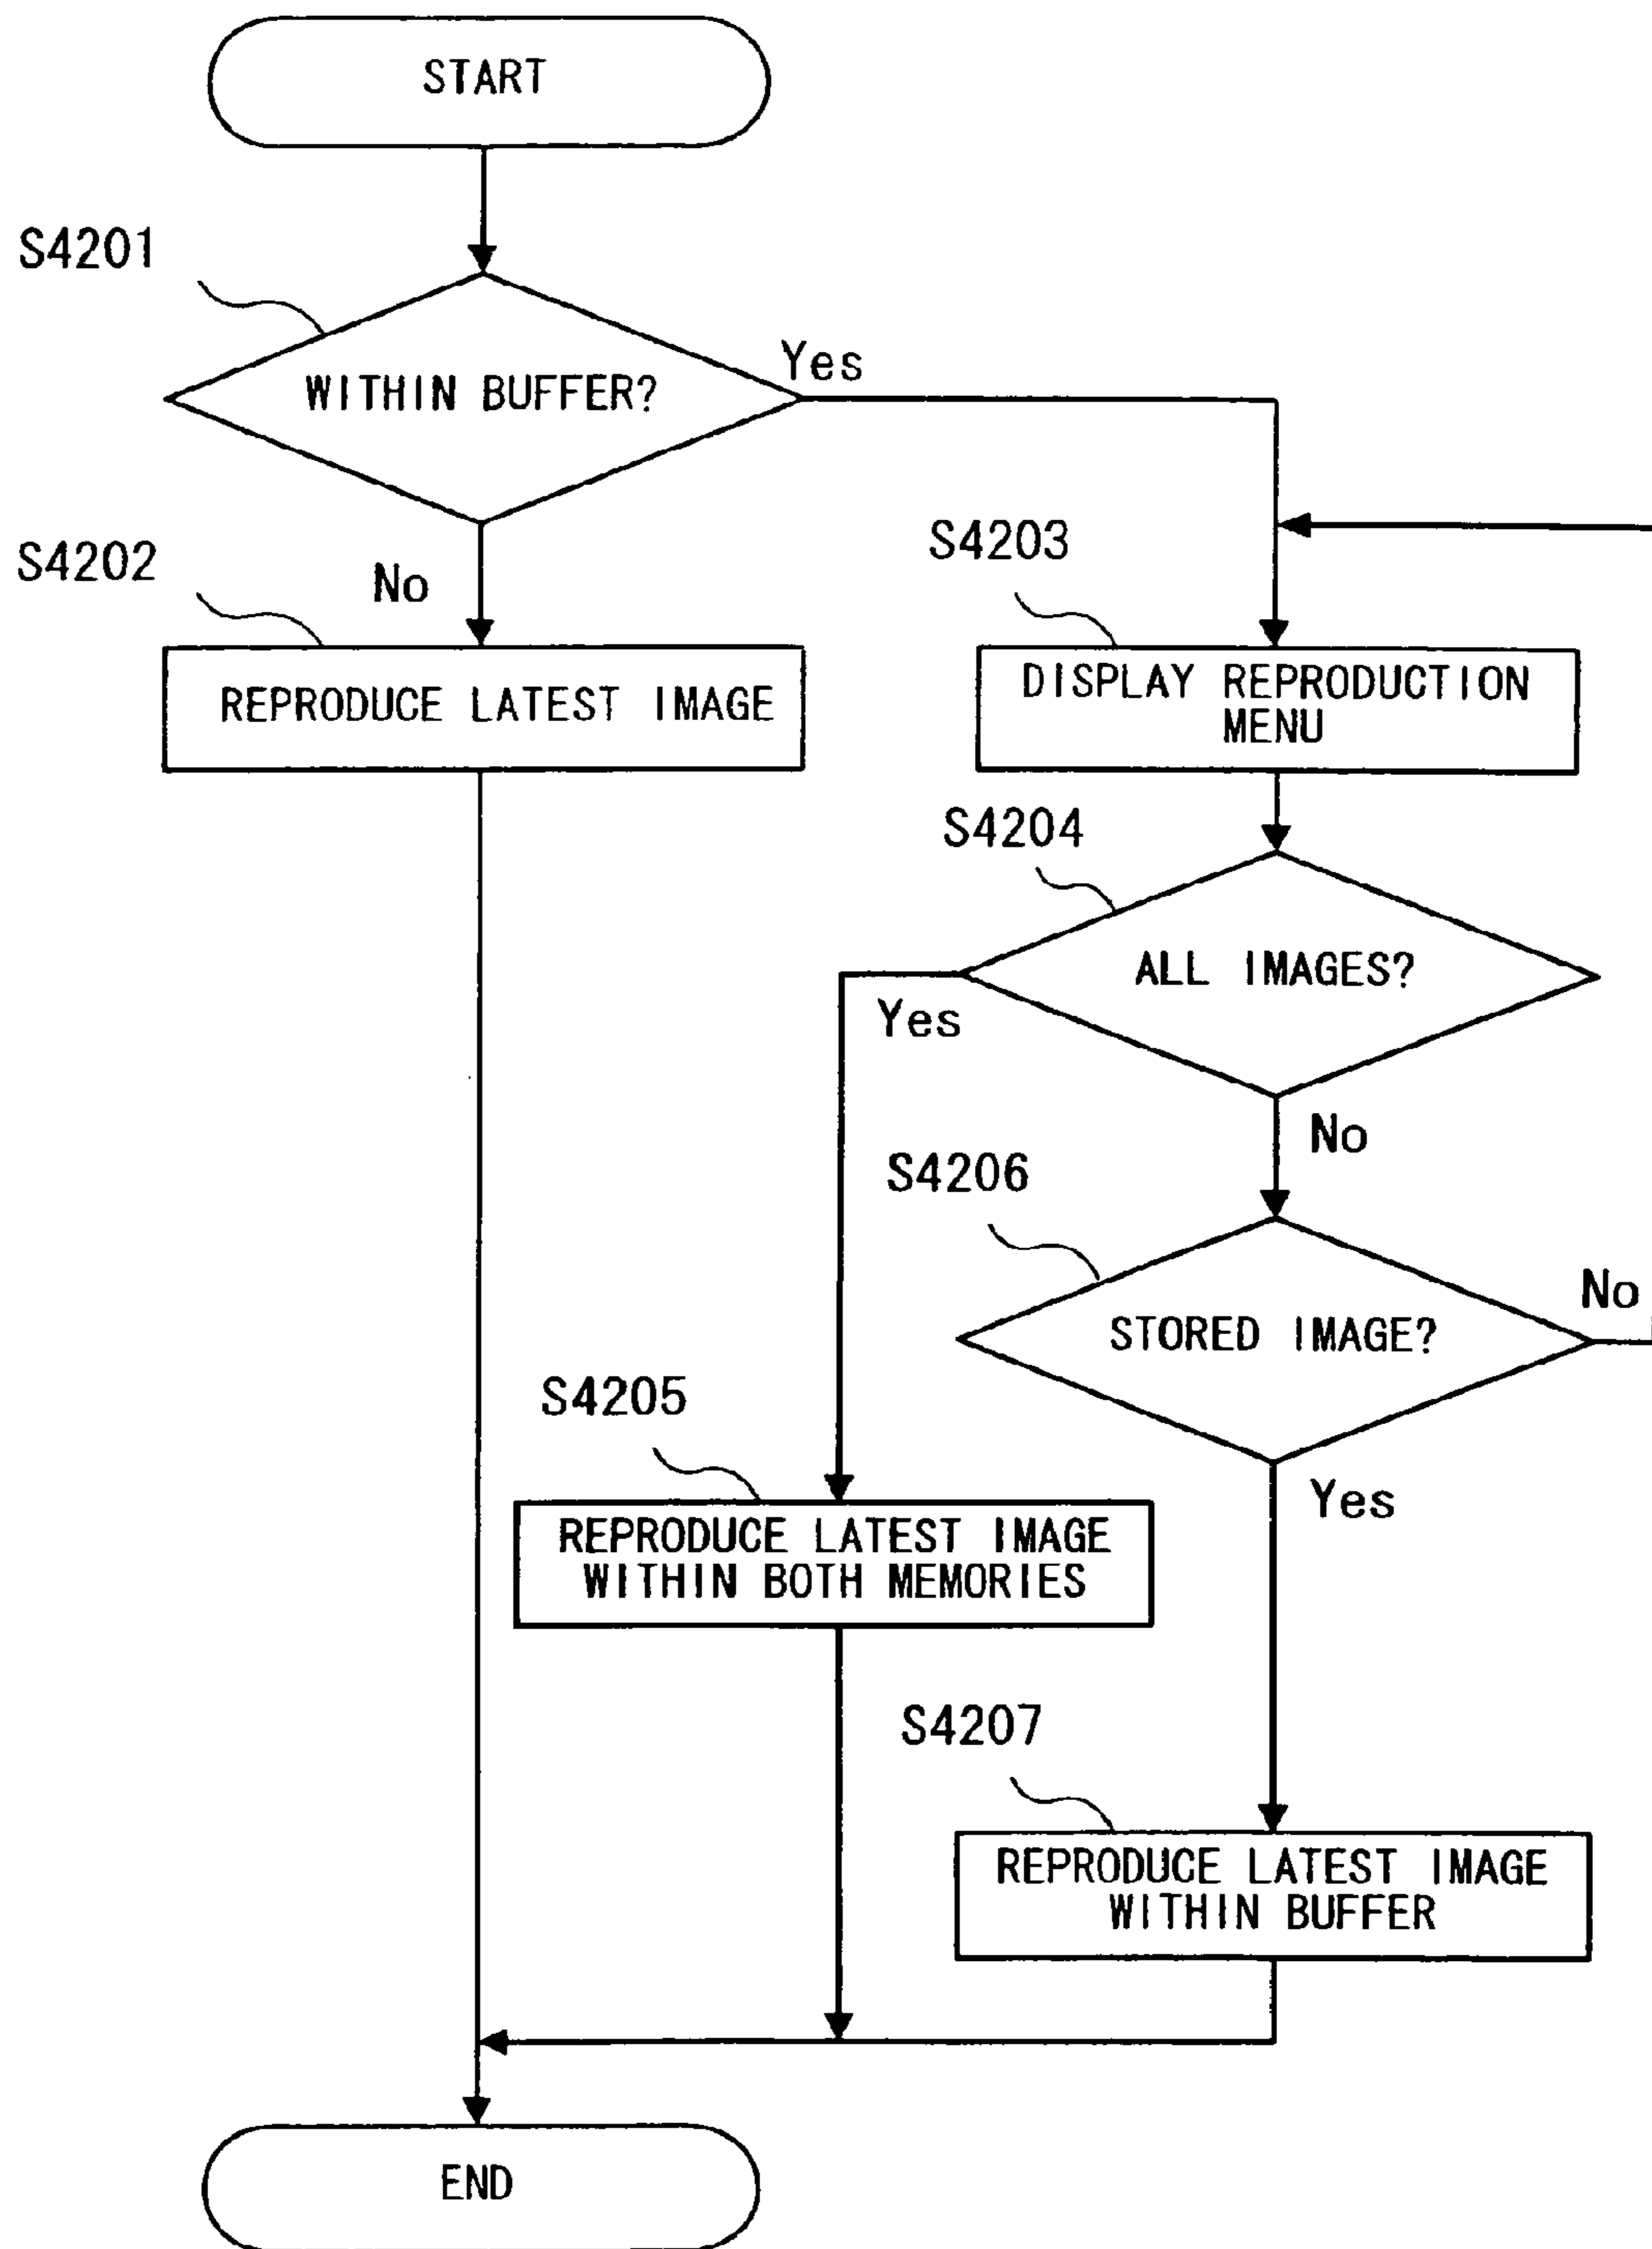 START
S4201
WITHIN BUFFER?
Yes
S4202
No
REPRODUCE LATEST IMAGE
S4203
DISPLAY REPRODUCTION
MENU
S4204
ALL IMAGES?
Yes
No
S4206
STORED IMAGE?
No
Yes
S4205
REPRODUCE LATEST IMAGE
WITHIN BOTH MEMORIES
S4207
REPRODUCE LATEST IMAGE
WITHIN BUFFER
END